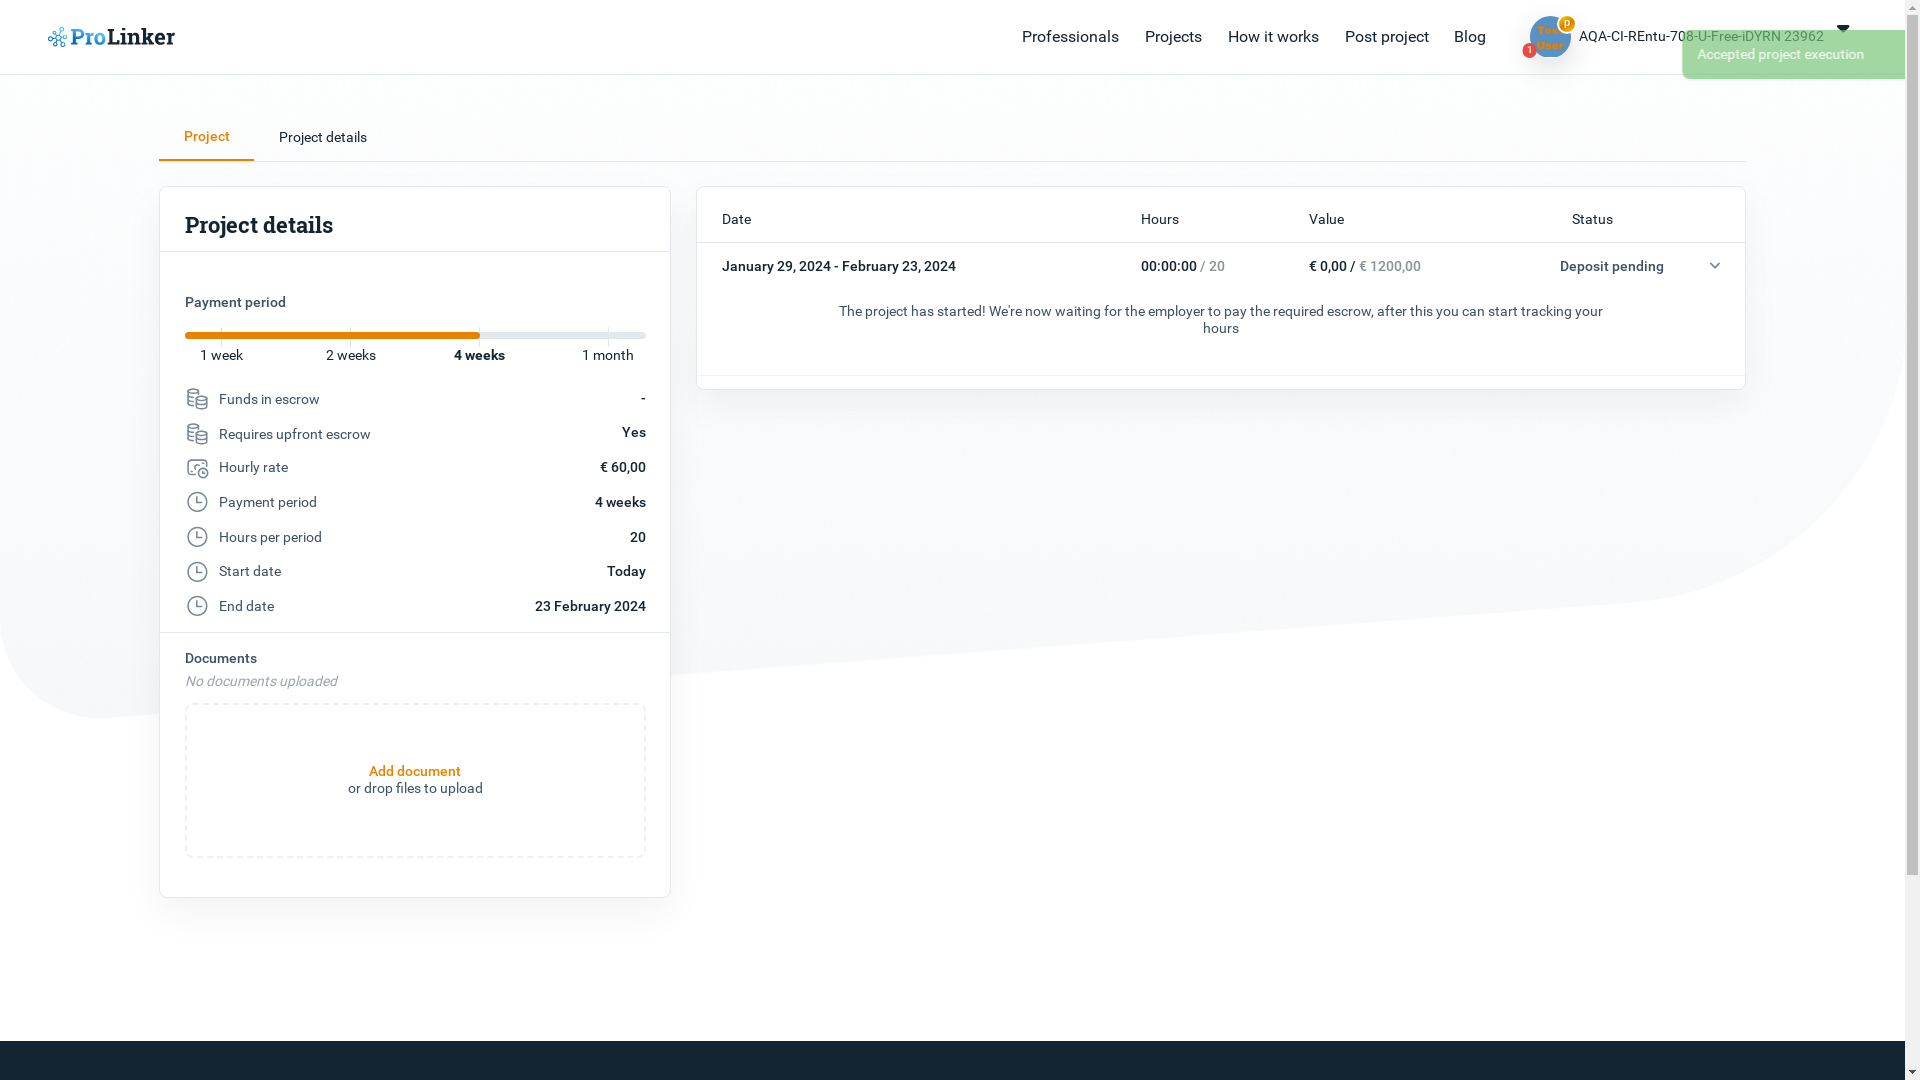 ProLinker
Professionals
Projects
How it works
Post project
Blog
p
1
AQA-CI-REntu-708-U-Free-iDYRN 23962
Accepted project execution
Project
Project details
Project details
Payment period
1 week
2 weeks
4 weeks
1 month
Funds in escrow -
Requires upfront escrow Yes
Hourly rate € 60,00
Payment period 4 weeks
Hours per period 20
Start date Today
End date 23 February 2024
Documents
No documents uploaded
Add document
or drop files to upload
Date Hours Value Status
January 29, 2024 - February 23, 2024 00:00:00 / 20 € 0,00 / € 1200,00 Deposit pending
The project has started! We're now waiting for the employer to pay the required escrow, after this you can start tracking your
hours